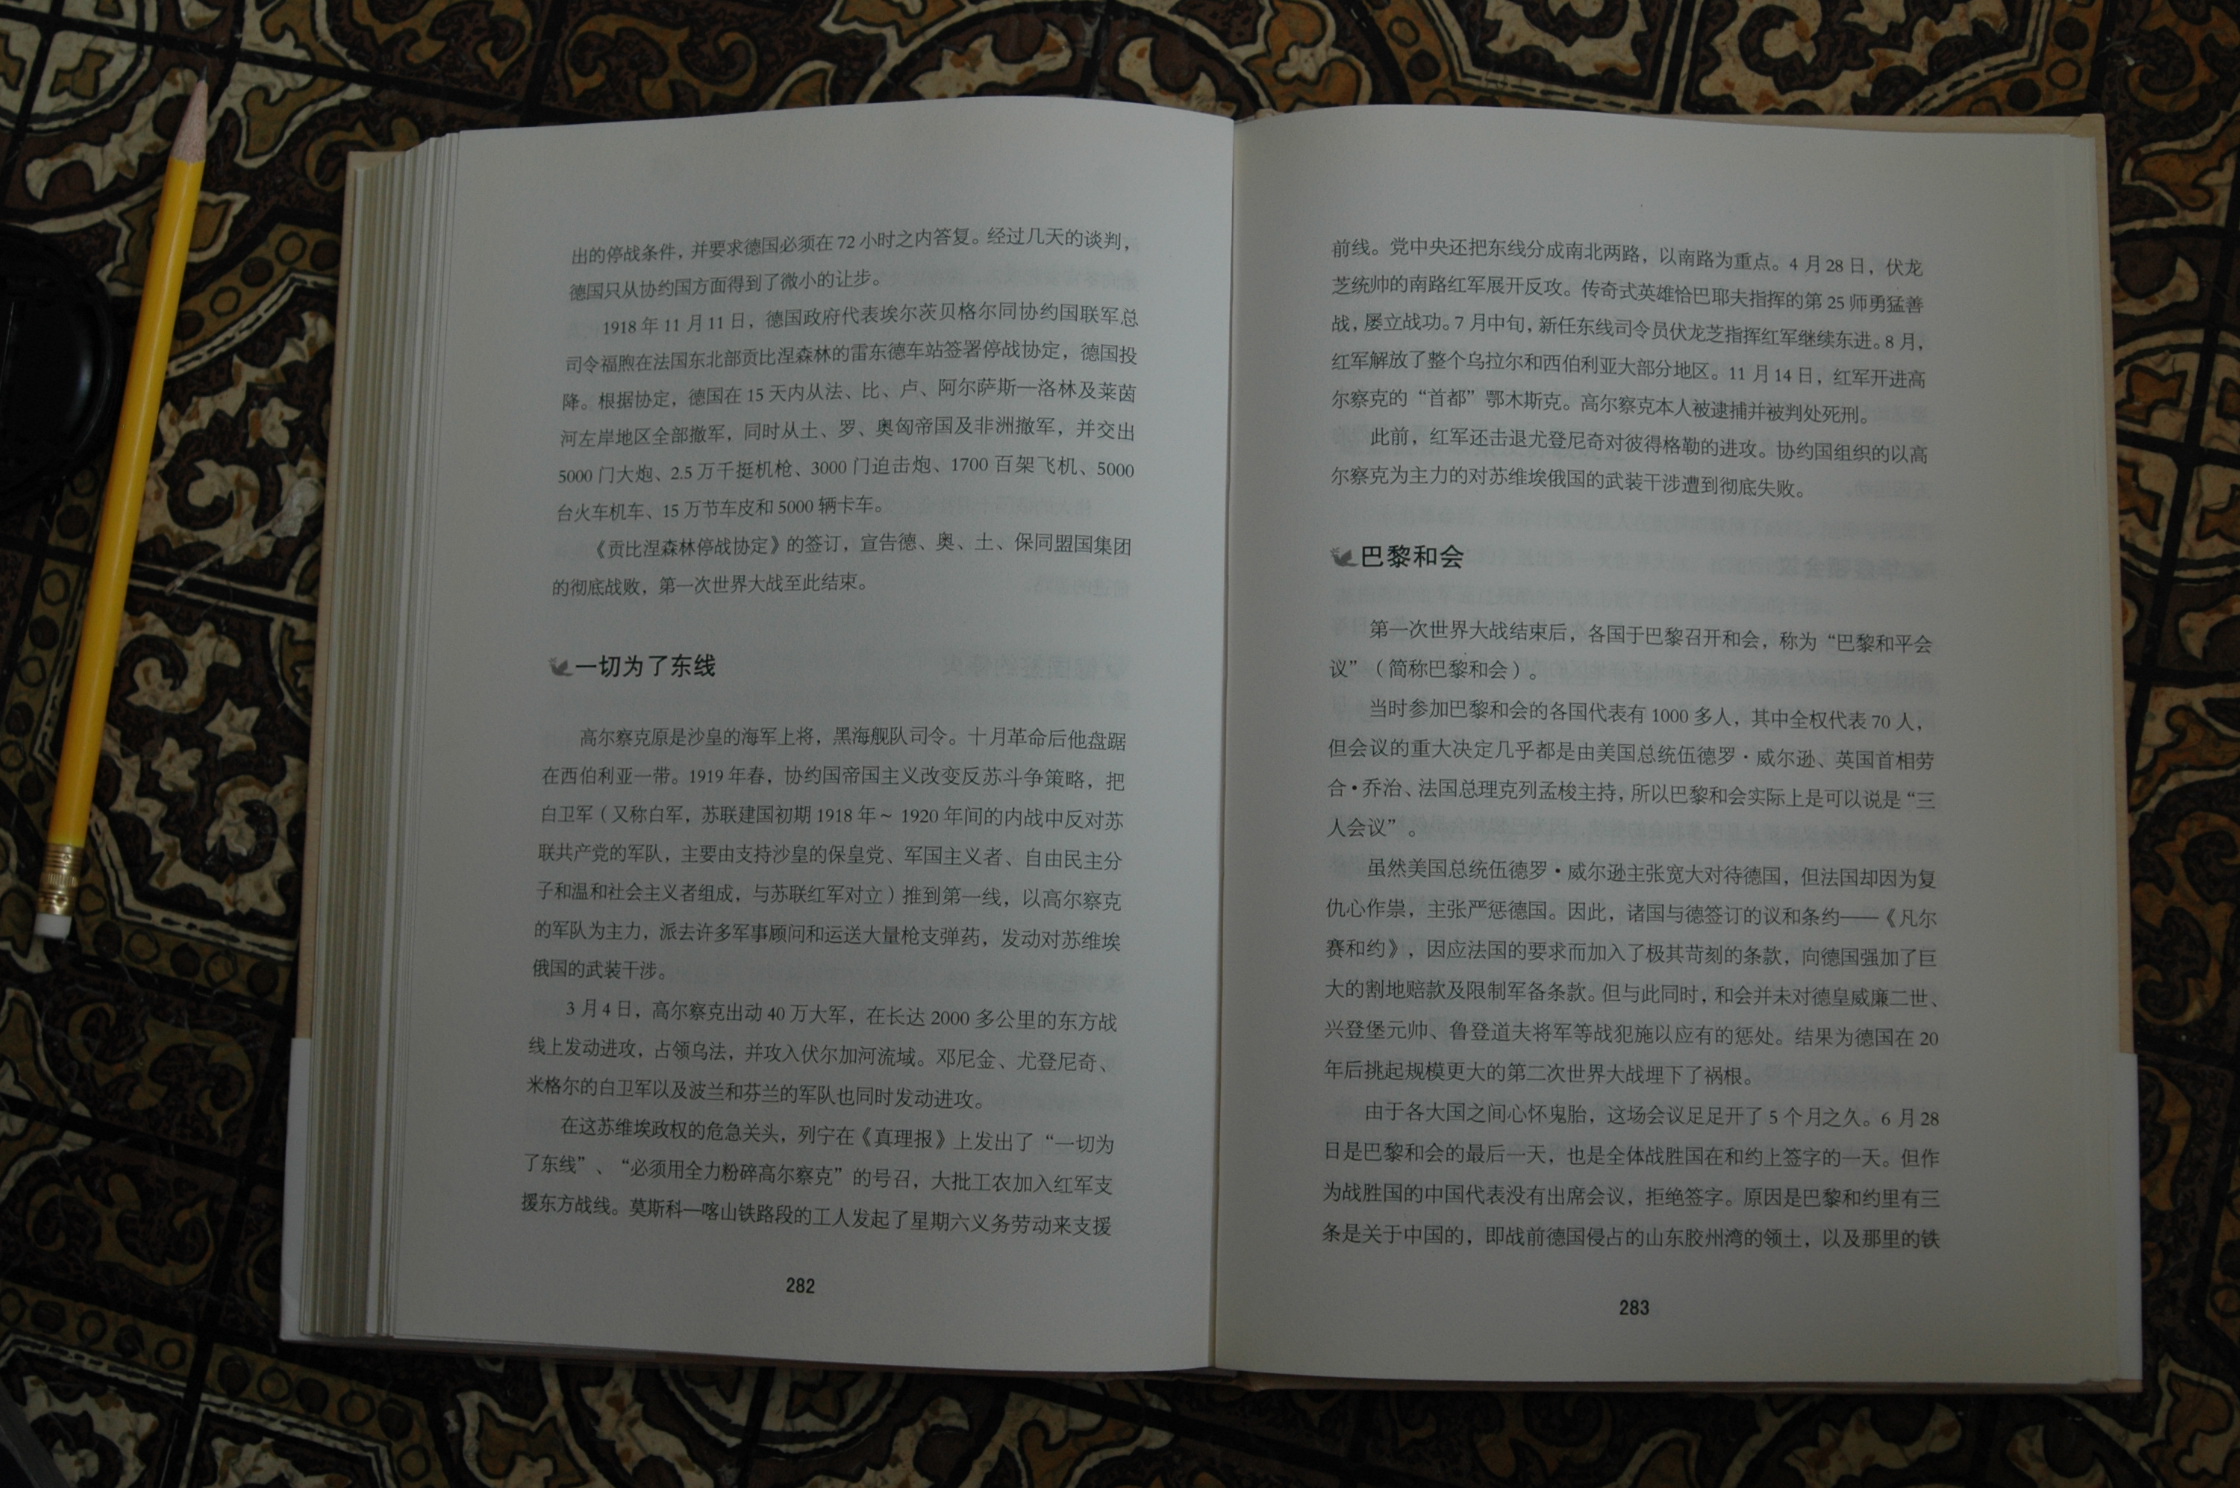 出的停战条件，并要求德国必须在 72 小时之内答复。经过几天的谈判，
德国只从协约国方面得到了微小的让步。
1918 年 11 月 11 日，德国政府代表埃尔茨贝格尔同协约国联军总
司令福煦在法国东北部贡比涅森林的雷东德车站签署停战协定，德国投
降。根据协定，德国在 15 天内从法、比、卢、阿尔萨斯—洛林及莱茵
河左岸地区全部撤军，同时从土、罗、奥匈帝国及非洲撤军，并交出
5000 门大炮、2.5 万千挺机枪、3000 门迫击炮、1700 百架飞机、5000
台火车机车、15 万节车皮和 5000 辆卡车。
《贡比涅森林停战协定》的签订，宣告德、奥、土、保同盟国集团
的彻底战败，第一次世界大战至此结束。
一切为了东线
高尔察克原是沙皇的海军上将，黑海舰队司令。十月革命后他盘踞
在西伯利亚一带。1919 年春，协约国帝国主义改变反苏斗争策略，把
白卫军（又称白军，苏联建国初期 1918 年～ 1920 年间的内战中反对苏
联共产党的军队，主要由支持沙皇的保皇党、军国主义者、自由民主分
子和温和社会主义者组成，与苏联红军对立）推到第一线，以高尔察克
的军队为主力，派去许多军事顾问和运送大量枪支弹药，发动对苏维埃
俄国的武装干涉。
3 月 4 日，高尔察克出动 40 万大军，在长达 2000 多公里的东方战
线上发动进攻，占领乌法，并攻入伏尔加河流域。邓尼金、尤登尼奇、
米格尔的白卫军以及波兰和芬兰的军队也同时发动进攻。
在这苏维埃政权的危急关头，列宁在《真理报》上发出了“一切为
了东线”、“必须用全力粉碎高尔察克”的号召，大批工农加入红军支
援东方战线。莫斯科—喀山铁路段的工人发起了星期六义务劳动来支援
282
前线。党中央还把东线分成南北两路，以南路为重点。4 月 28 日，伏龙
芝统帅的南路红军展开反攻。传奇式英雄恰巴耶夫指挥的第 25 师勇猛善
战，屡立战功。7 月中旬，新任东线司令员伏龙芝指挥红军继续东进。8 月，
红军解放了整个乌拉尔和西伯利亚大部分地区。11 月 14 日，红军开进高
尔察克的“首都”鄂木斯克。高尔察克本人被逮捕并被判处死刑。
此前，红军还击退尤登尼奇对彼得格勒的进攻。协约国组织的以高
尔察克为主力的对苏维埃俄国的武装干涉遭到彻底失败。
巴黎和会
第一次世界大战结束后，各国于巴黎召开和会，称为“巴黎和平会
议”（简称巴黎和会）。
当时参加巴黎和会的各国代表有 1000 多人，其中全权代表 70 人，
但会议的重大决定几乎都是由美国总统伍德罗·威尔逊、英国首相劳
合·乔治、法国总理克列孟梭主持，所以巴黎和会实际上是可以说是“三
人会议”。
虽然美国总统伍德罗·威尔逊主张宽大对待德国，但法国却因为复
仇心作祟，主张严惩德国。因此，诸国与德签订的议和条约——《凡尔
赛和约》，因应法国的要求而加入了极其苛刻的条款，向德国强加了巨
大的割地赔款及限制军备条款。但与此同时，和会并未对德皇威廉二世、
兴登堡元帅、鲁登道夫将军等战犯施以应有的惩处。结果为德国在 20
年后挑起规模更大的第二次世界大战埋下了祸根。
由于各大国之间心怀鬼胎，这场会议足足开了 5 个月之久。6 月 28
日是巴黎和会的最后一天，也是全体战胜国在和约上签字的一天。但作
为战胜国的中国代表没有出席会议，拒绝签字。原因是巴黎和约里有三
条是关于中国的，即战前德国侵占的山东胶州湾的领土，以及那里的铁
283